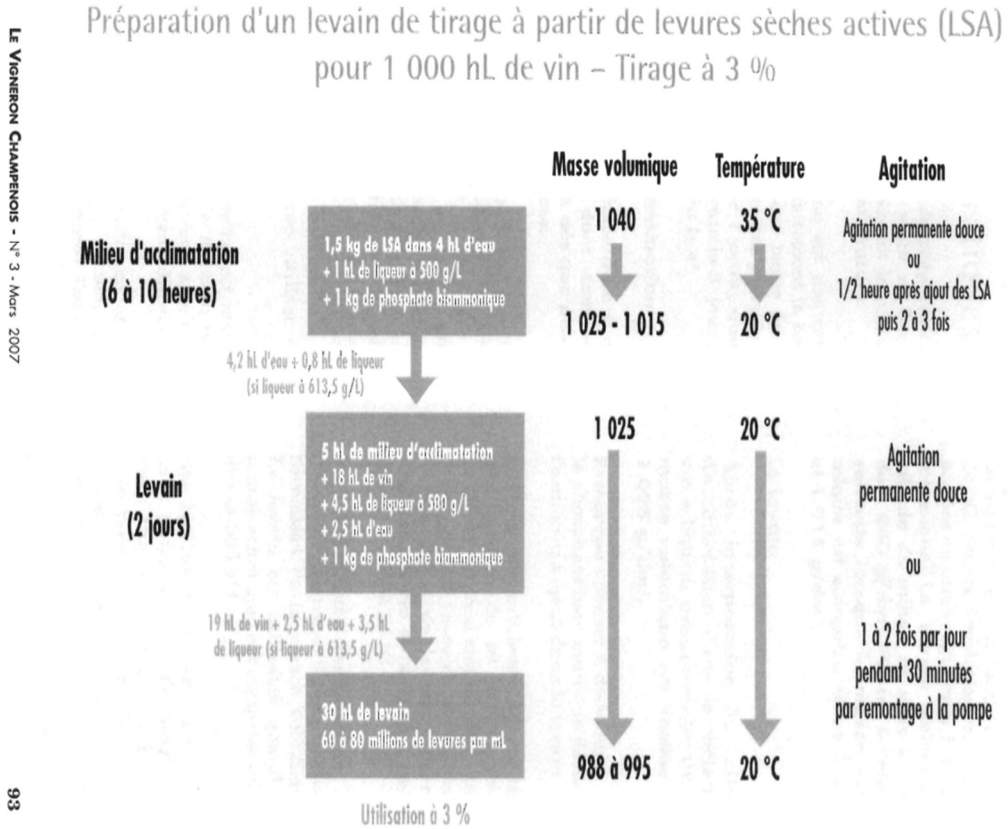 Préparation d'un levain de tirage à partir de levures sèches actives (LSA)
pour 1 000 hL de vin – Tirage à 3 %
LE VIGNERON CHAMPENOIS - N° 3 - Mars 2007
Masse volumique
Température
Agitation
Milieu d'acclimatation
(6 à 10 heures)
1,5 kg de LSA dans 4 hl d'eau
+ 1 hL de liqueur à 500 g/L
+ 1 kg de phosphate biammonique
1 040
35 °C
1 025 - 1 015
20 °C
Agitation permanente douce
ou
1/2 heure après ajout des LSA
puis 2 à 3 fois
4,2 hL d'eau + 0,8 hL de liqueur
(si liqueur à 613,5 g/L)
Levain
(2 jours)
5 hL de milieu d'acclimatation
+ 18 hL de vin
+ 4,5 hL de liqueur à 500 g/L
+ 2,5 hL d'eau
+ 1 kg de phosphate biammonique
1 025
20 °C
Agitation
permanente douce
ou
1 à 2 fois par jour
pendant 30 minutes
par remontage à la pompe
19 hL de vin + 2,5 hL d'eau + 3,5 hL
de liqueur (si liqueur à 613,5 g/L)
30 hL de levain
60 à 80 millions de levures par mL
988 à 995
20 °C
Utilisation à 3 %
93